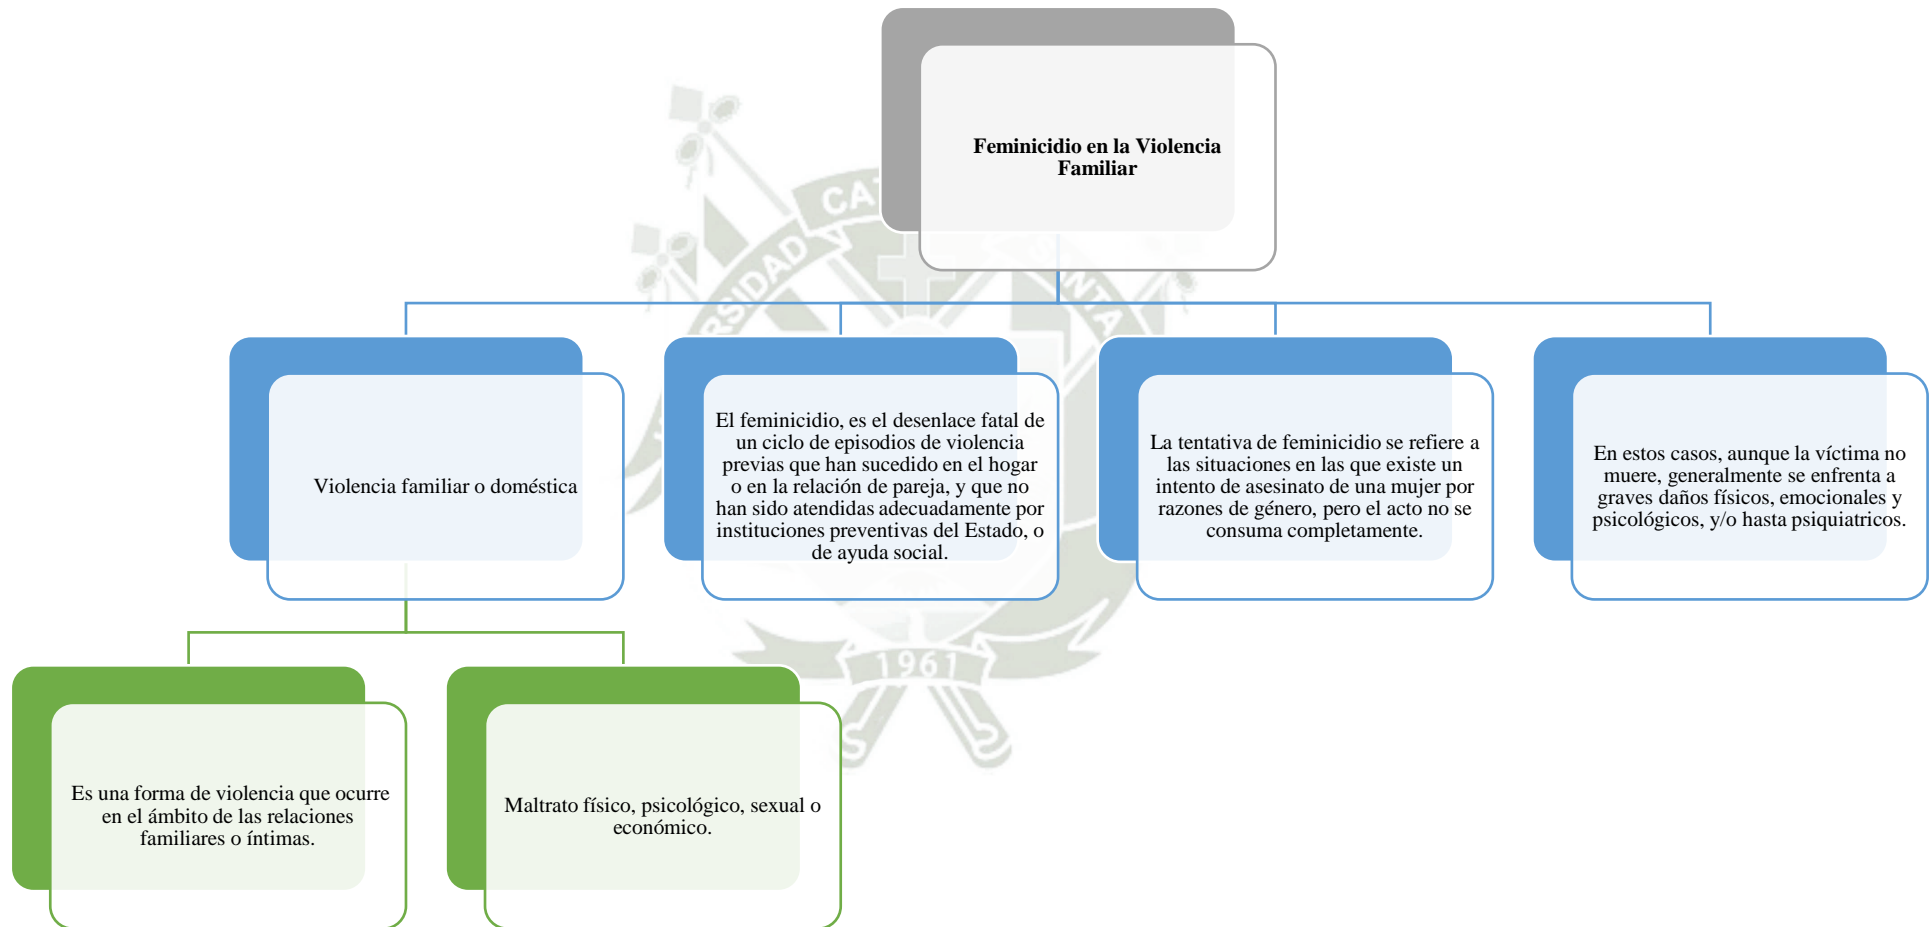 Feminicidio en la Violencia
Familiar
Violencia familiar o doméstica
El feminicidio, es el desenlace fatal de
un ciclo de episodios de violencia
previas que han sucedido en el hogar
o en la relación de pareja, y que no
han sido atendidas adecuadamente por
instituciones preventivas del Estado, o
de ayuda social.
La tentativa de feminicidio se refiere a
las situaciones en las que existe un
intento de asesinato de una mujer por
razones de género, pero el acto no se
consuma completamente.
En estos casos, aunque la víctima no
muere, generalmente se enfrenta a
graves daños físicos, emocionales y
psicológicos, y/o hasta psiquiatricos.
Es una forma de violencia que ocurre
en el ámbito de las relaciones
familiares o íntimas.
Maltrato físico, psicológico, sexual o
económico.
1961